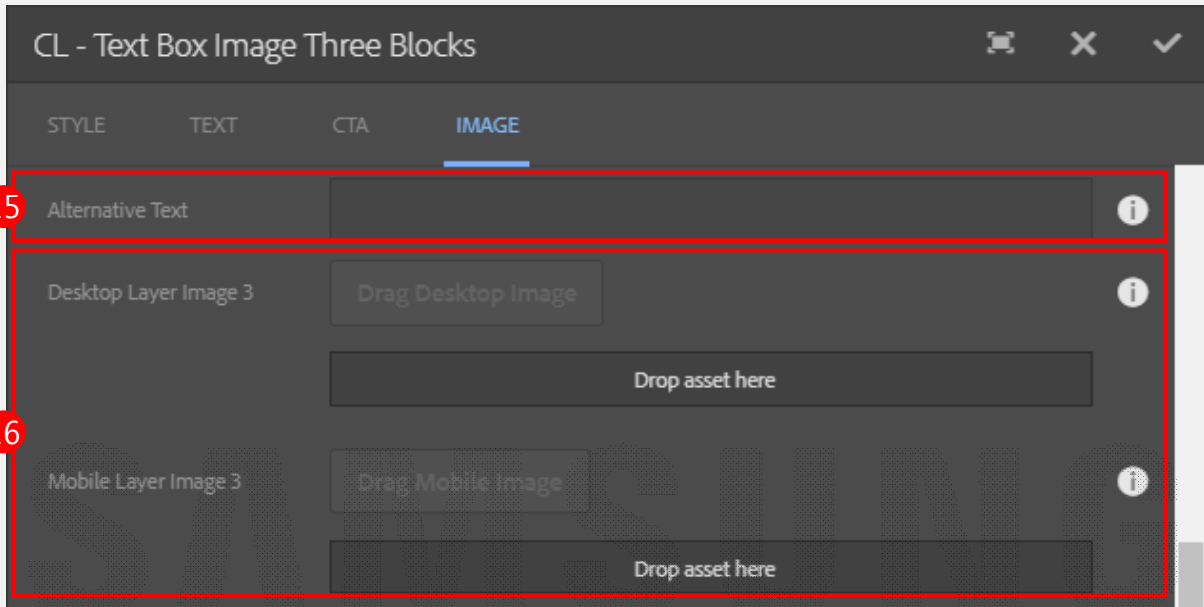 CL - Text Box Image Three Blocks
STYLE TEXT CTA IMAGE
5 Alternative Text
Desktop Layer Image 3 Drag Desktop Image
Drop asset here
6
Mobile Layer Image 3 Drag Mobile Image
Drop asset here
SAMSUNG